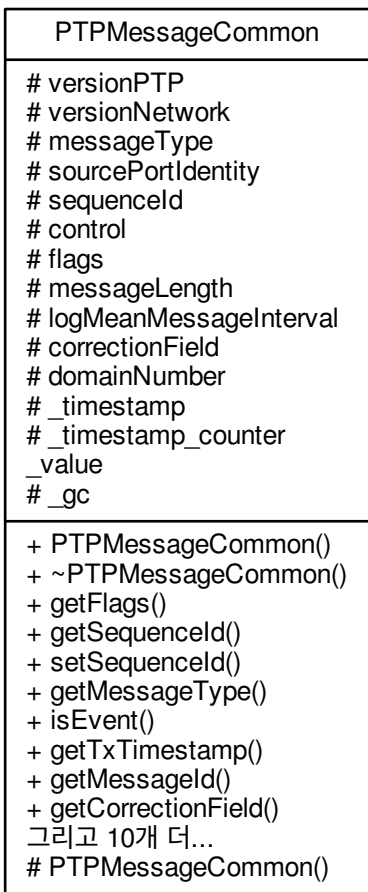 PTPMessageCommon
# versionPTP
# versionNetwork
# messageType
# sourcePortIdentity
# sequenceId
# control
# flags
# messageLength
# logMeanMessageInterval
# correctionField
# domainNumber
# _timestamp
# _timestamp_counter
_value
# _gc
+ PTPMessageCommon()
+ ~PTPMessageCommon()
+ getFlags()
+ getSequenceId()
+ setSequenceId()
+ getMessageType()
+ isEvent()
+ getTxTimestamp()
+ getMessageId()
+ getCorrectionField()
그리고 10개 더...
# PTPMessageCommon()